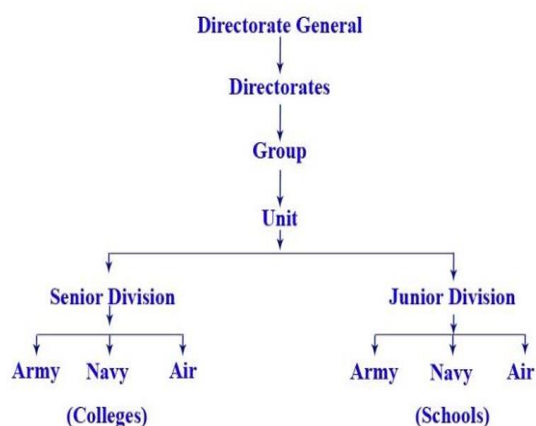 Directorate General
Directorates
Group
Unit
Senior Division Junior Division
Army Navy Air Army Navy Air
(Colleges) (Schools)